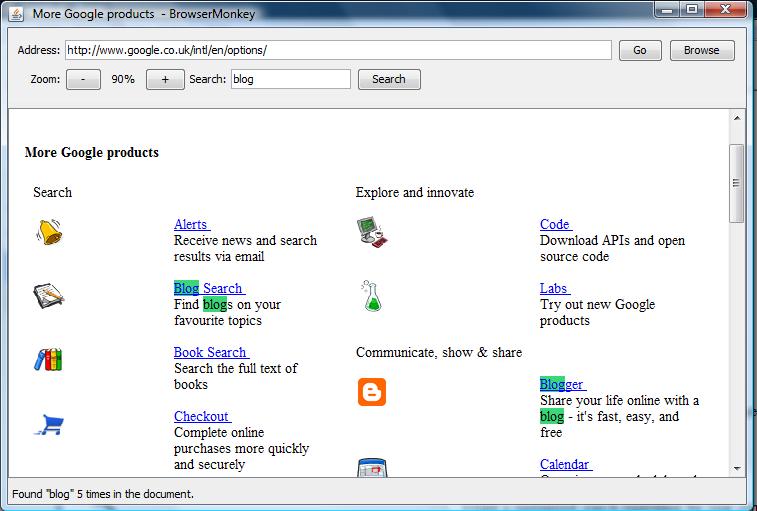 More Google products - BrowserMonkey
Address: http://www.google.co.uk/intl/en/options/ Go Browse
Zoom: - 90% + Search: blog Search
More Google products
Search
Alerts
Receive news and search
results via email
Blog Search
Find blogs on your
favourite topics
Book Search
Search the full text of
books
Checkout
Complete online
purchases more quickly
and securely
Explore and innovate
Code
Download APIs and open
source code
Labs
Try out new Google
products
Communicate, show & share
Blogger
Share your life online with a
blog - it's fast, easy, and
free
Calendar
Found "blog" 5 times in the document.